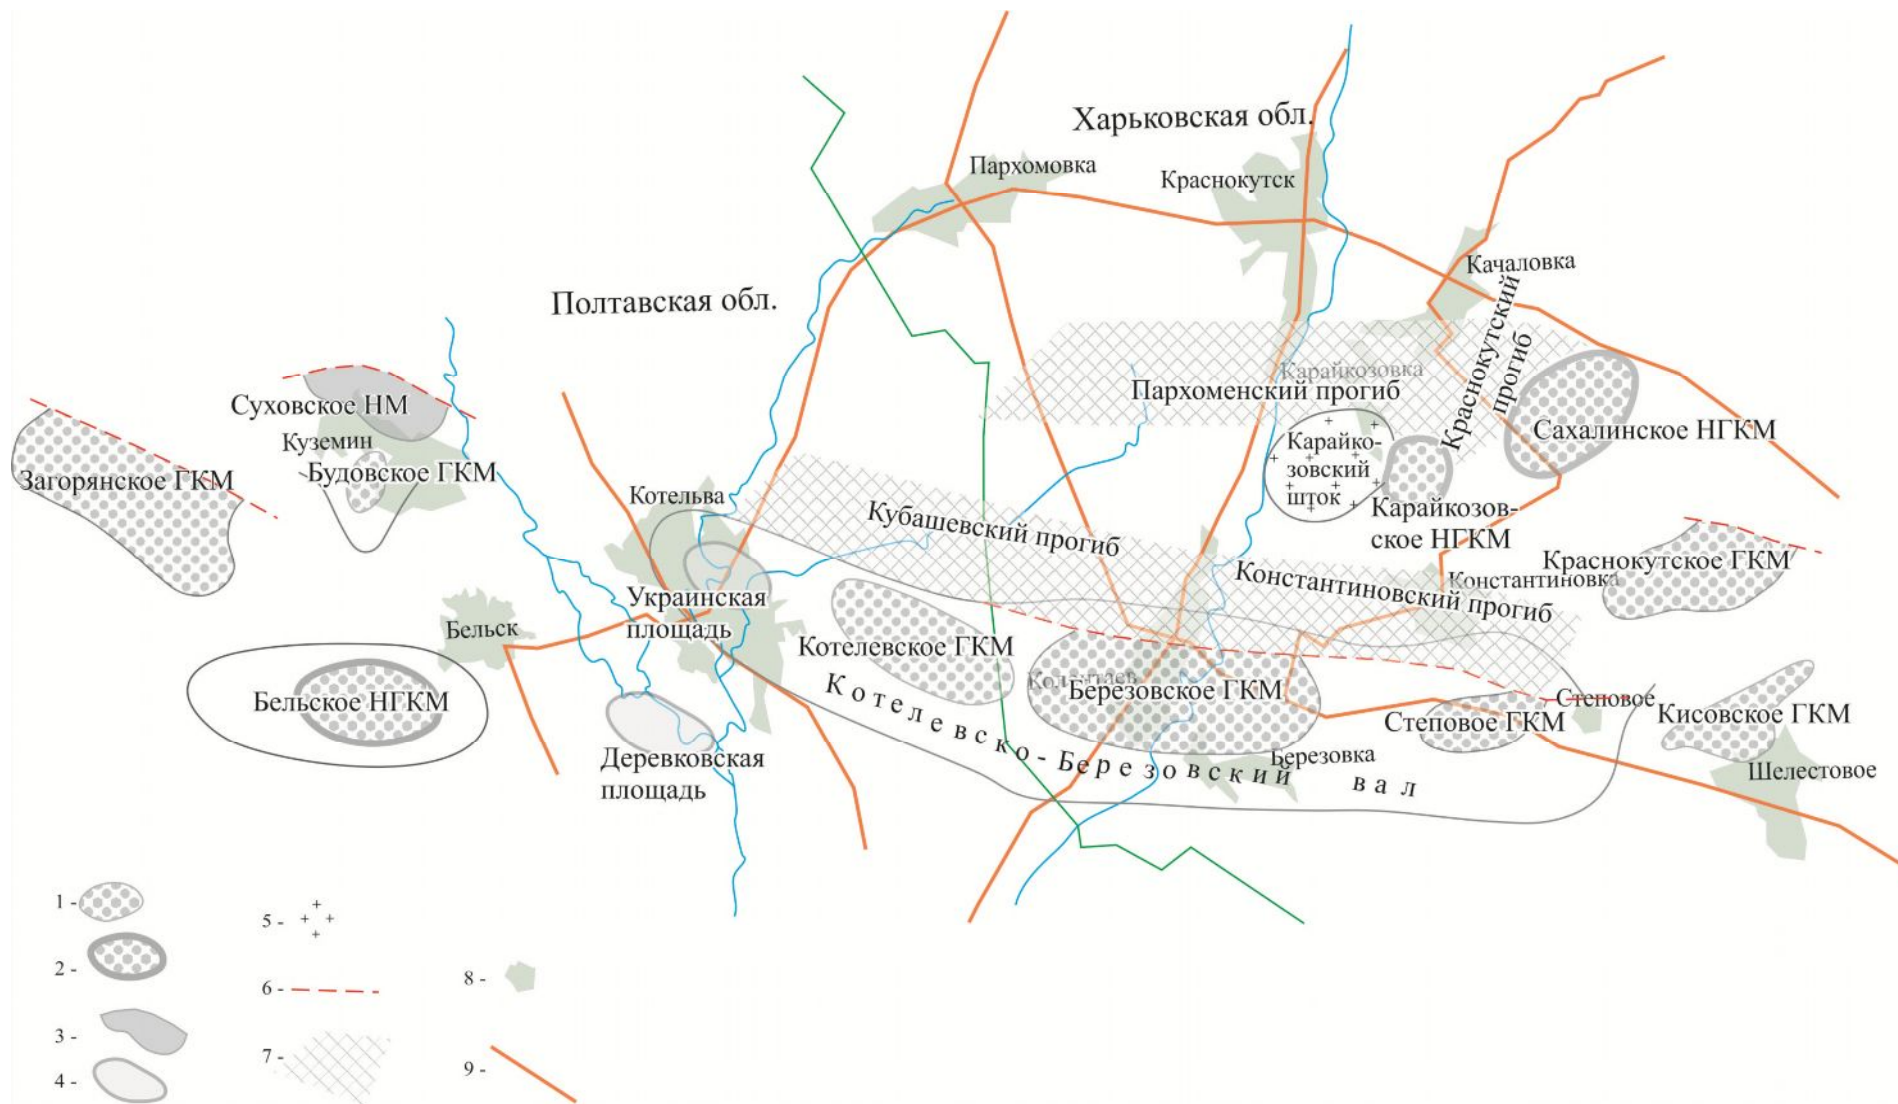 Харьковская обл.
Пархомовка
Краснокутск
Качаловка
Полтавская обл.
Краснокутский
прогиб
Карайкозовка
Пархоменский прогиб
Суховское НМ
Куземин
Будовское ГКМ
Загорянское ГКМ
Сахалинское НГКМ
Карайко-
зовский
шток
Карайкозов-
ское НГКМ
Котельва
Кубашевский прогиб
Константиновский прогиб
Константиновка
Краснокутское ГКМ
Украинская
площадь
Бельск
Котелевское ГКМ
Колонтаев
Березовское ГКМ
Бельское НГКМ
Степовое
Степовое ГКМ
Кисовское ГКМ
Котелевско-Березовский вал
Березовка
Деревковская
площадь
Шелестовое
1 -
2 -
3 -
4 -
5 -
6 -
7 -
8 -
9 -